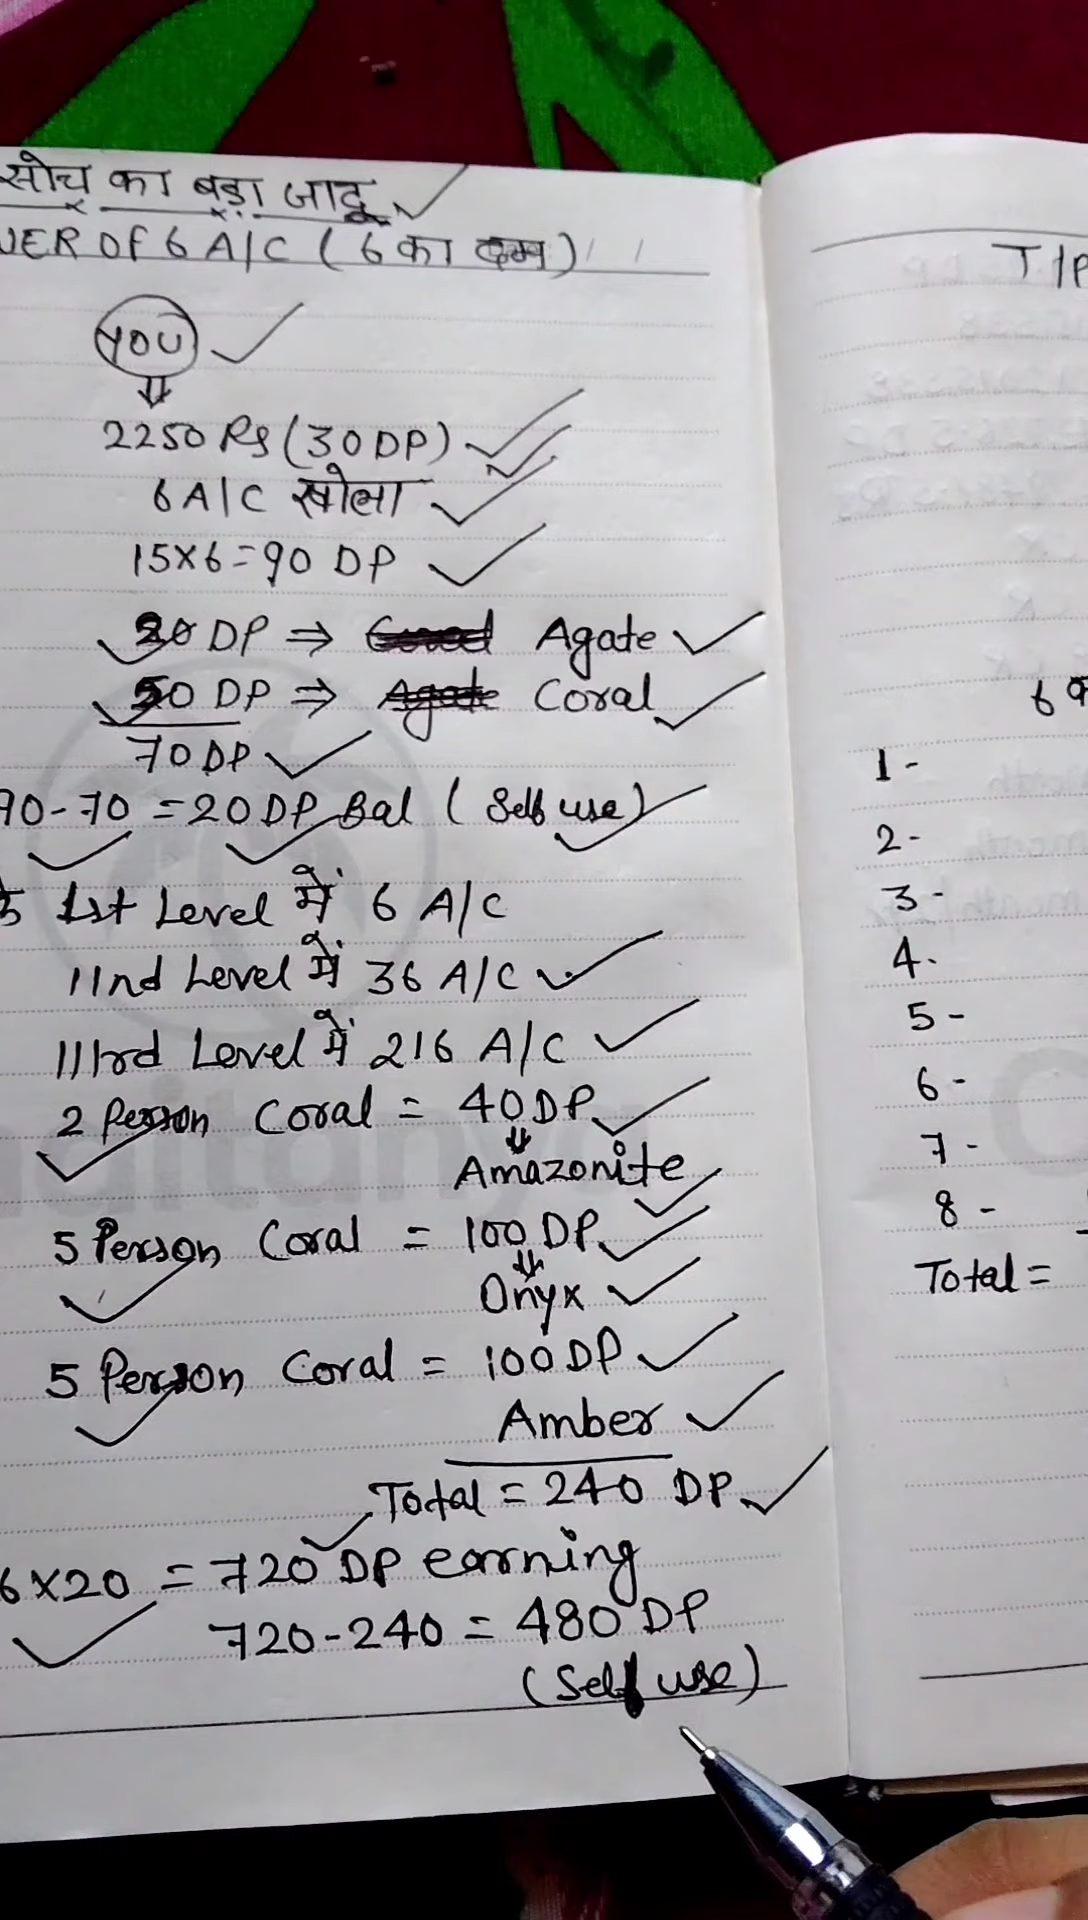 सोच का बड़ा जादू
WER OF 6 A/C (6 का दम)
YOU
2250 Rs (30 DP)
6 A/C खोला
15×6=90 DP
20 DP ⇒ Agate
50 DP ⇒ Coral
70 DP
90-70 = 20 DP Bal (Self use)
1st Level में 6 A/C
IInd Level में 36 A/C
IIIrd Level में 216 A/C
2 Person Coral = 40 DP
Amazonite
5 Person Coral = 100 DP
Onyx
5 Person Coral = 100 DP
Amber
Total = 240 DP
6×20 = 720 DP earning
720-240 = 480 DP
(Self use)
T/P
6
1-
2-
3-
4.
5-
6-
7-
8-
Total =